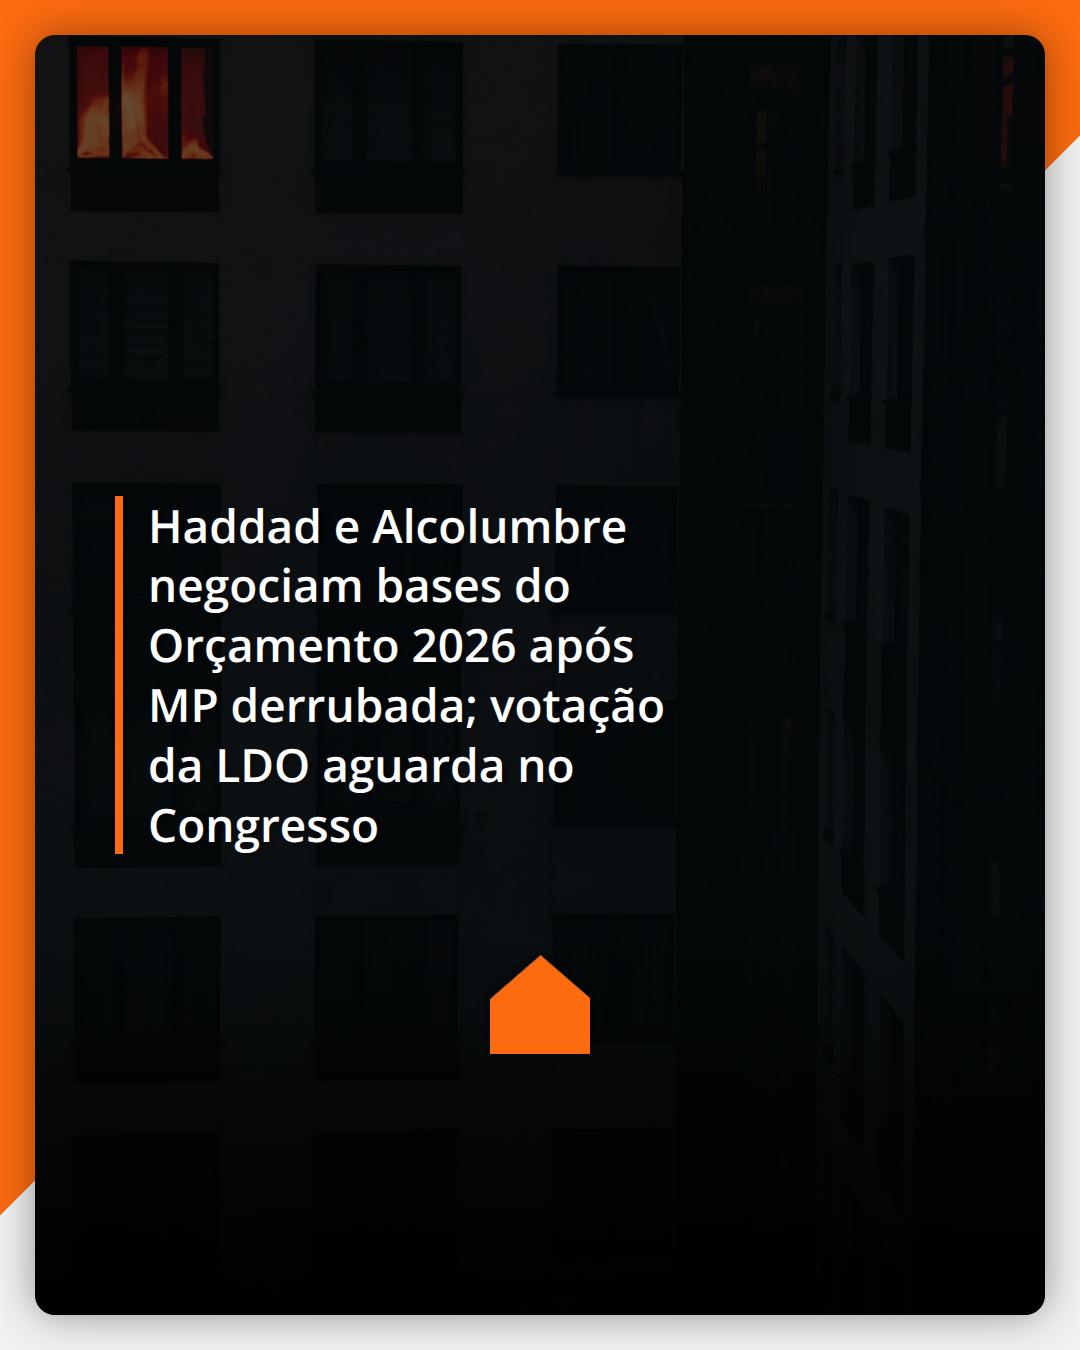 Haddad e Alcolumbre
negociam bases do
Orçamento 2026 após
MP derrubada; votação
da LDO aguarda no
Congresso